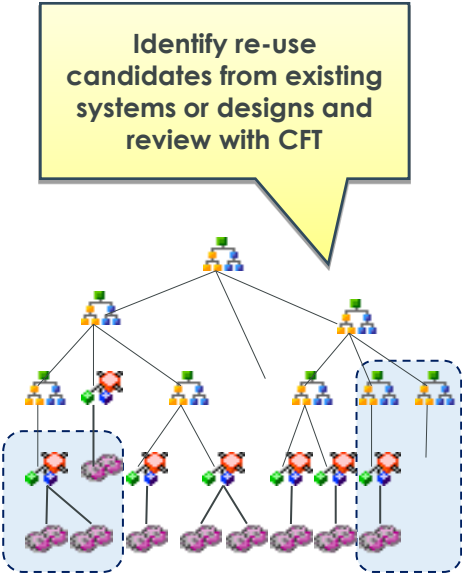 Identify re-use
candidates from existing
systems or designs and
review with CFT